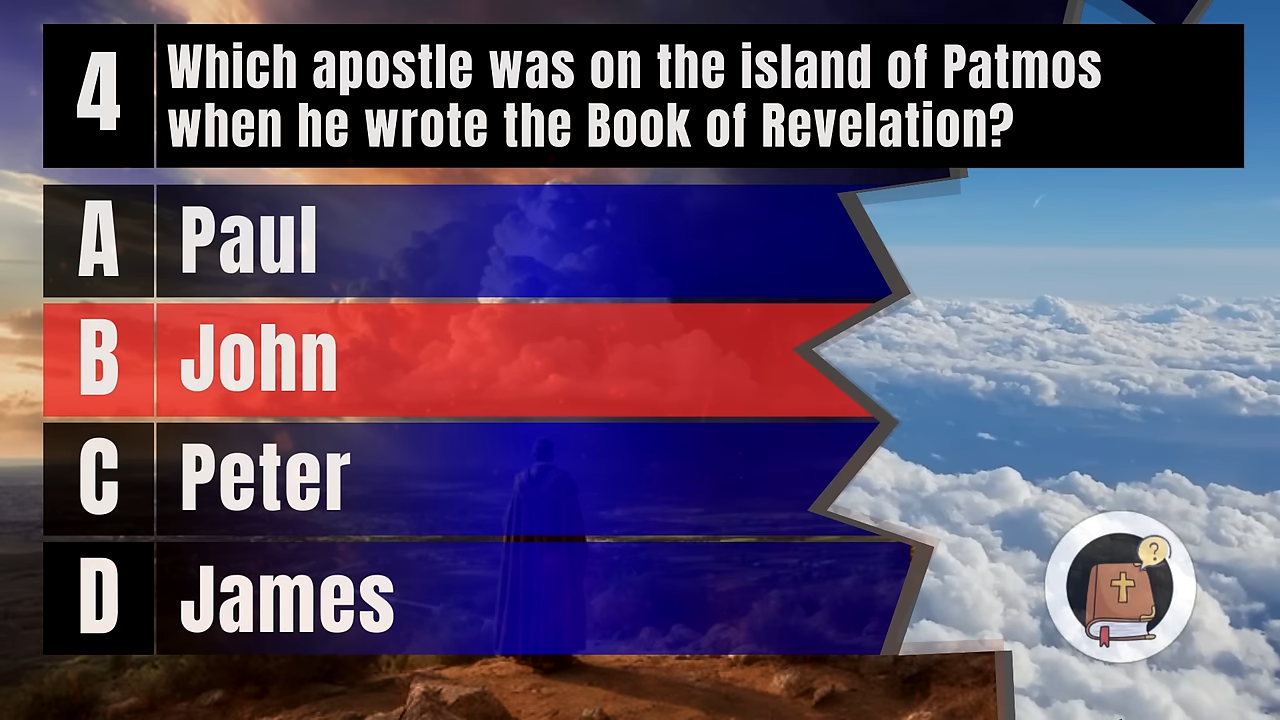 4
Which apostle was on the island of Patmos
when he wrote the Book of Revelation?
A Paul
B John
C Peter
D James
?